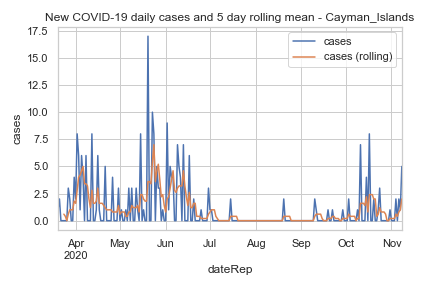 New COVID-19 daily cases and 5 day rolling mean - Cayman_Islands
17.5
15.0
12.5
10.0
7.5
5.0
2.5
0.0
cases
cases
cases (rolling)
Apr
2020
May
Jun
Jul
Aug
Sep
Oct
Nov
dateRep